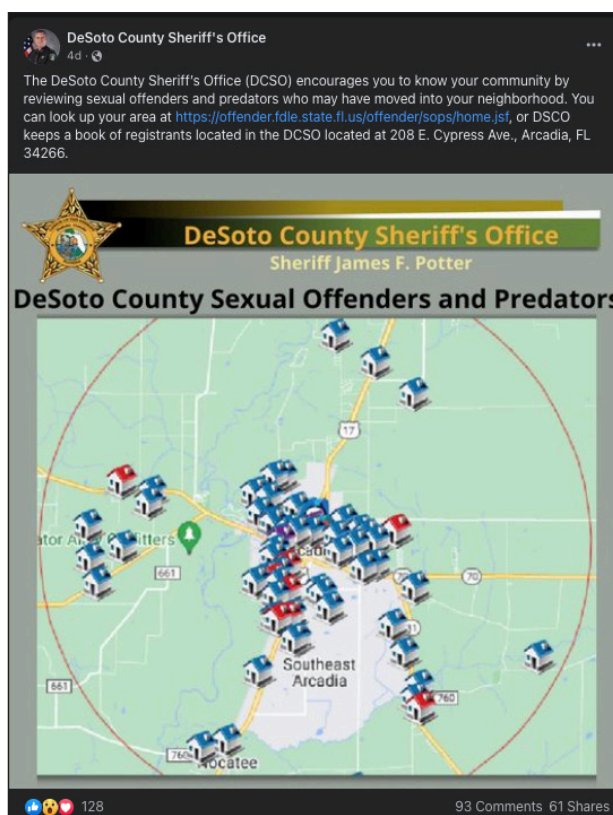 DeSoto County Sheriff's Office
4d
The DeSoto County Sheriff's Office (DCSO) encourages you to know your community by
reviewing sexual offenders and predators who may have moved into your neighborhood. You
can look up your area at https://offender.fdle.state.fl.us/offender/sops/home.jsf, or DSCO
keeps a book of registrants located in the DCSO located at 208 E. Cypress Ave., Arcadia, FL
34266.
DeSoto County Sheriff's Office
Sheriff James F. Potter
DeSoto County Sexual Offenders and Predators
17
661
70
31
Southeast
Arcadia
661
760
760
Nocatee
128
93 Comments 61 Shares